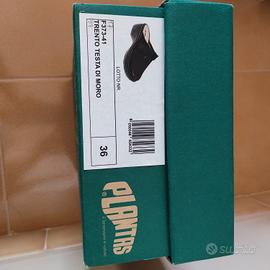 F373-41
TRENTO TESTA DI MORO
LOTTO NR.
36
PLANTAS
subito